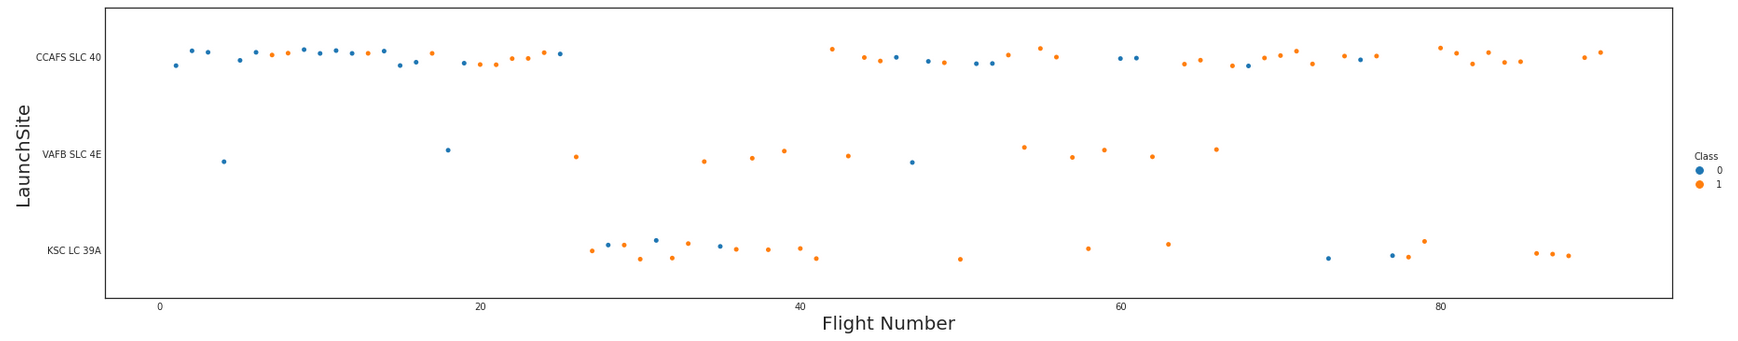 LaunchSite
CCAFS SLC 40
VAFB SLC 4E
KSC LC 39A
0 20 40 60 80
Flight Number
Class
0
1